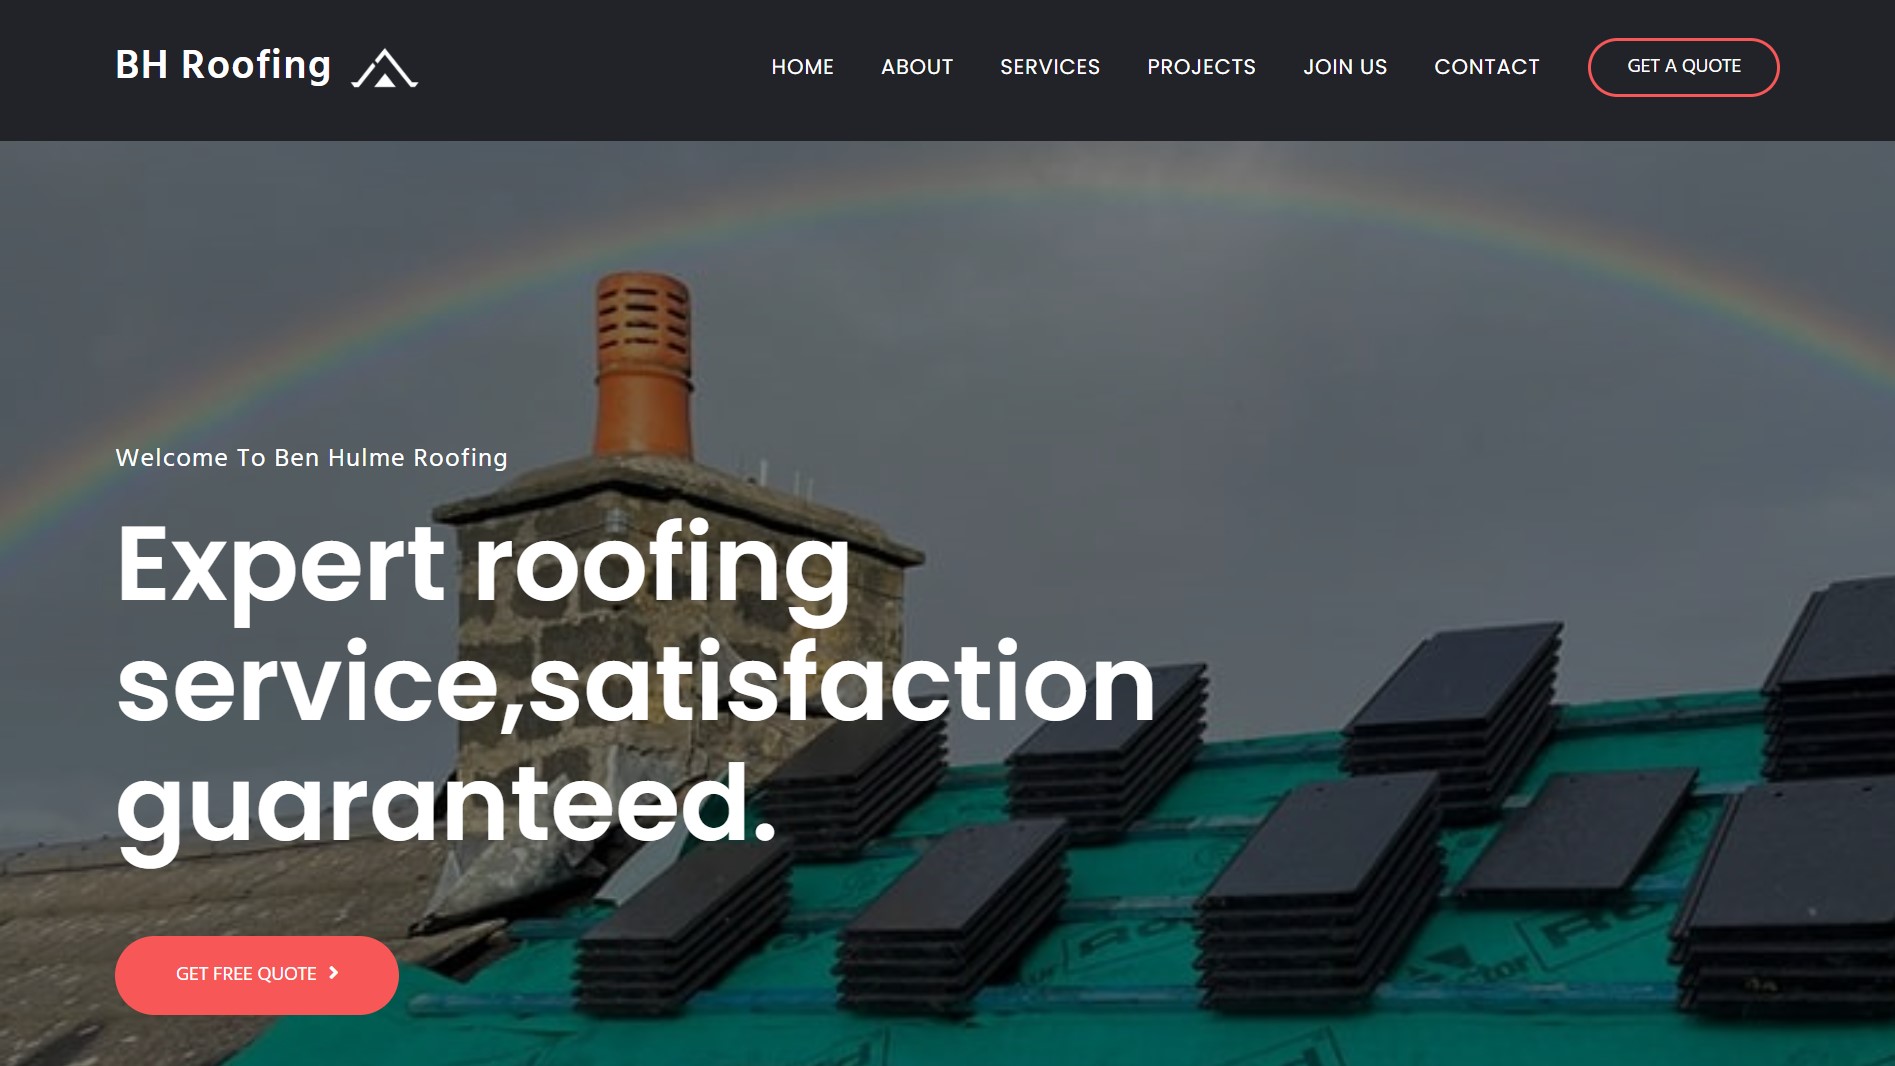 BH Roofing
HOME ABOUT SERVICES PROJECTS JOIN US CONTACT GET A QUOTE
Welcome To Ben Hulme Roofing
Expert roofing
service,satisfaction
guaranteed.
GET FREE QUOTE